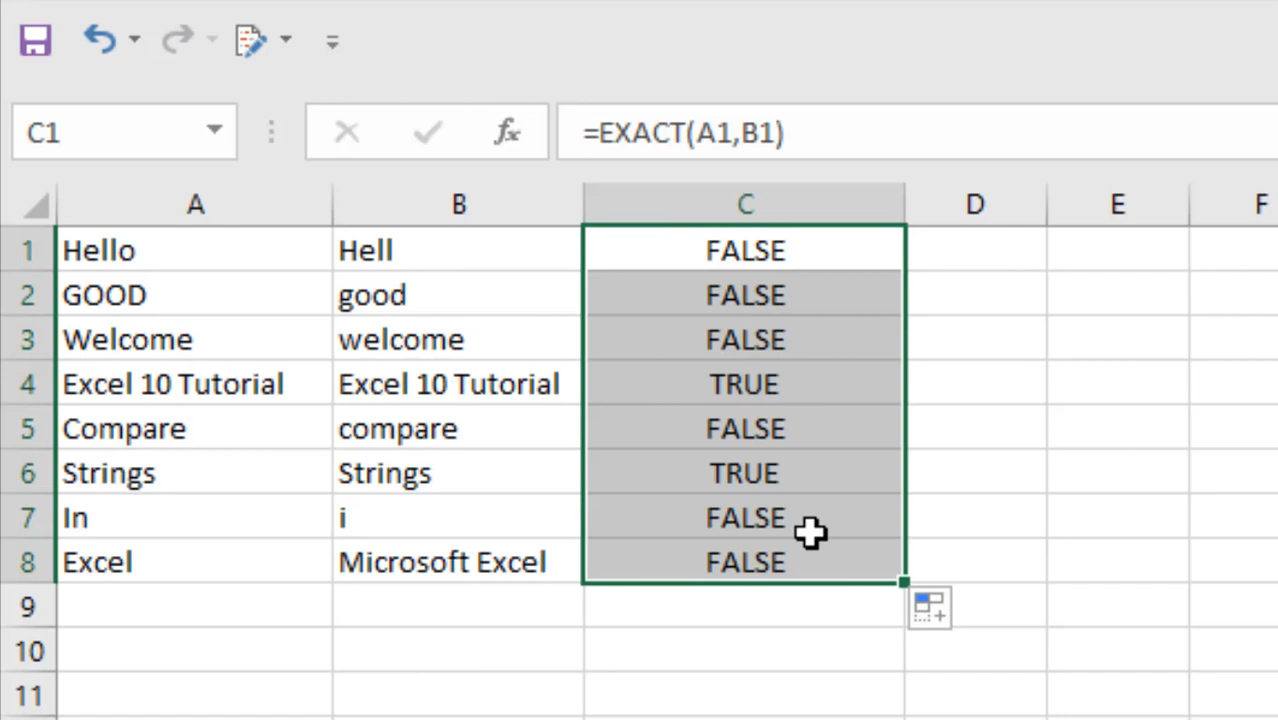 C1 fx =EXACT(A1,B1)
A B C D E F
1 Hello Hell FALSE
2 GOOD good FALSE
3 Welcome welcome FALSE
4 Excel 10 Tutorial Excel 10 Tutorial TRUE
5 Compare compare FALSE
6 Strings Strings TRUE
7 In i FALSE
8 Excel Microsoft Excel FALSE
9
10
11